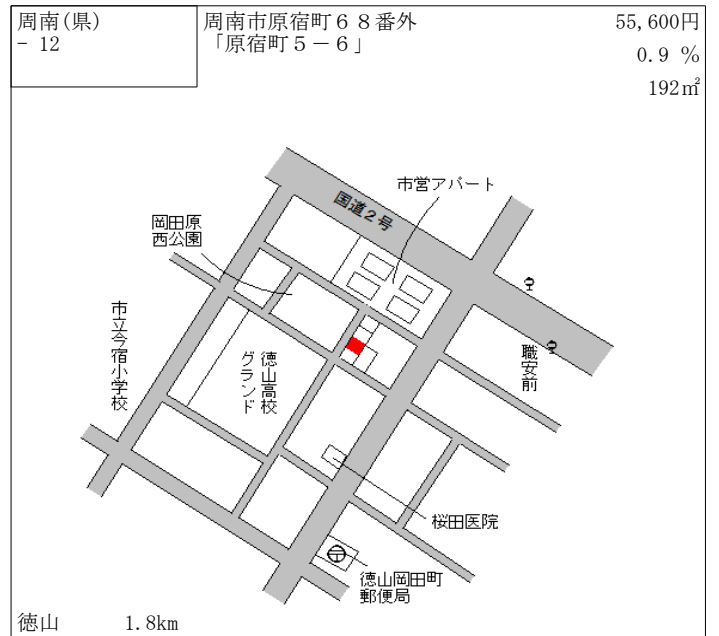 周南(県)
- 12
周南市原宿町６８番外
「原宿町５－６」
55,600円
0.9 %
192㎡
市営アパート
国道２号
岡田原
西公園
市立今宿小学校
徳山高校
グランド
職安前
桜田医院
徳山岡田町
郵便局
徳山 1.8km